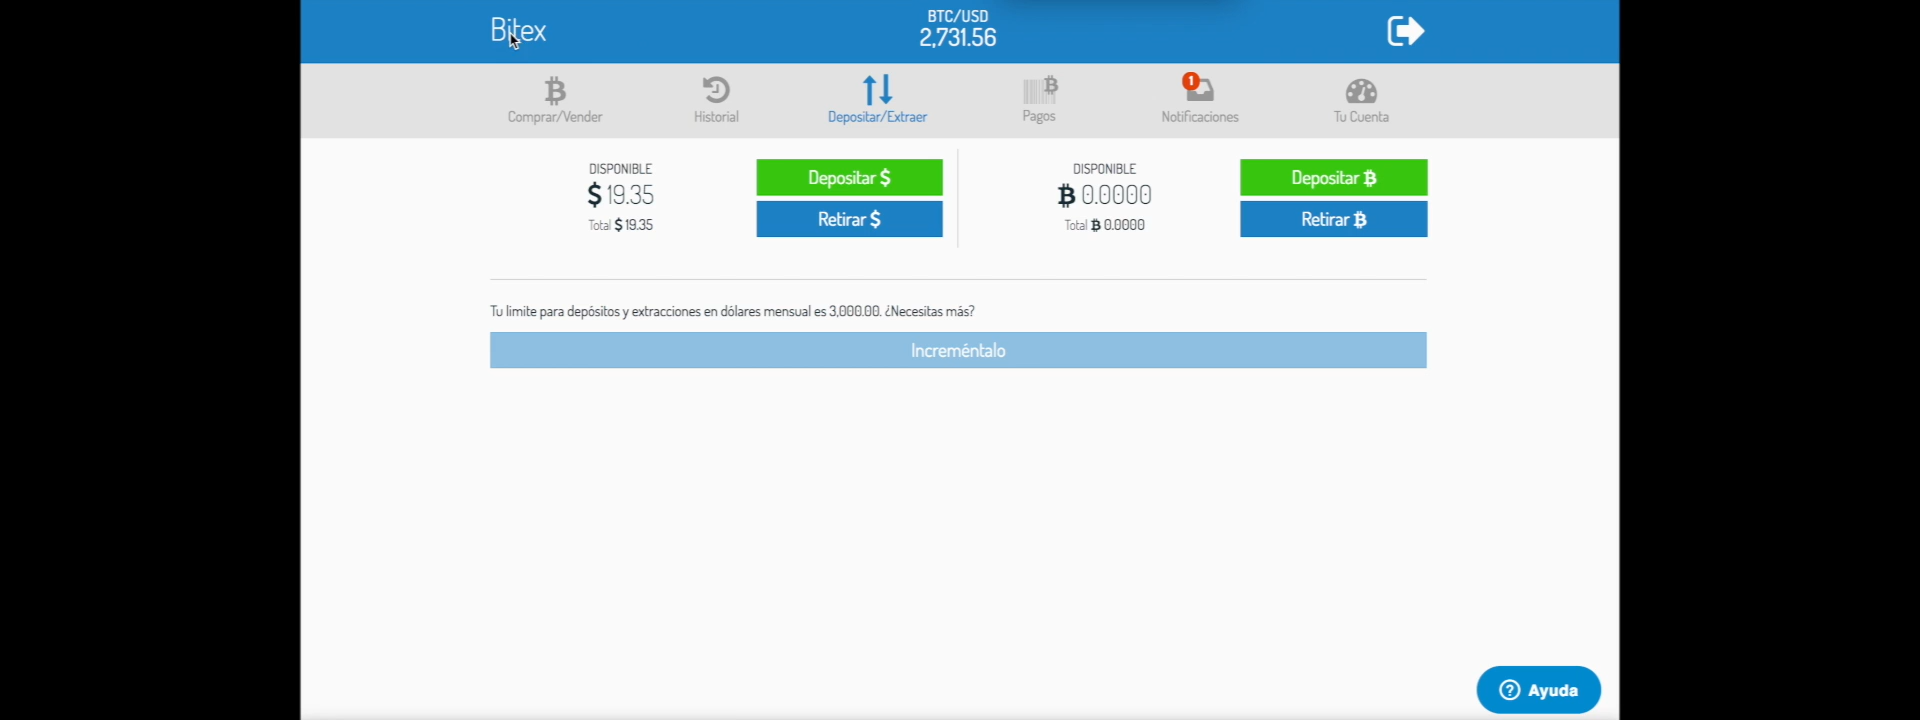 Bitex
BTC/USD
2,731.56
Comprar/Vender
Historial
Depositar/Extraer
Pagos
1
Notificaciones
Tu Cuenta
DISPONIBLE
$ 19.35
Total $ 19.35
Depositar $
Retirar $
DISPONIBLE
₿ 0.0000
Total ₿ 0.0000
Depositar ₿
Retirar ₿
Tu limite para depósitos y extracciones en dólares mensual es 3,000.00. ¿Necesitas más?
Increméntalo
? Ayuda